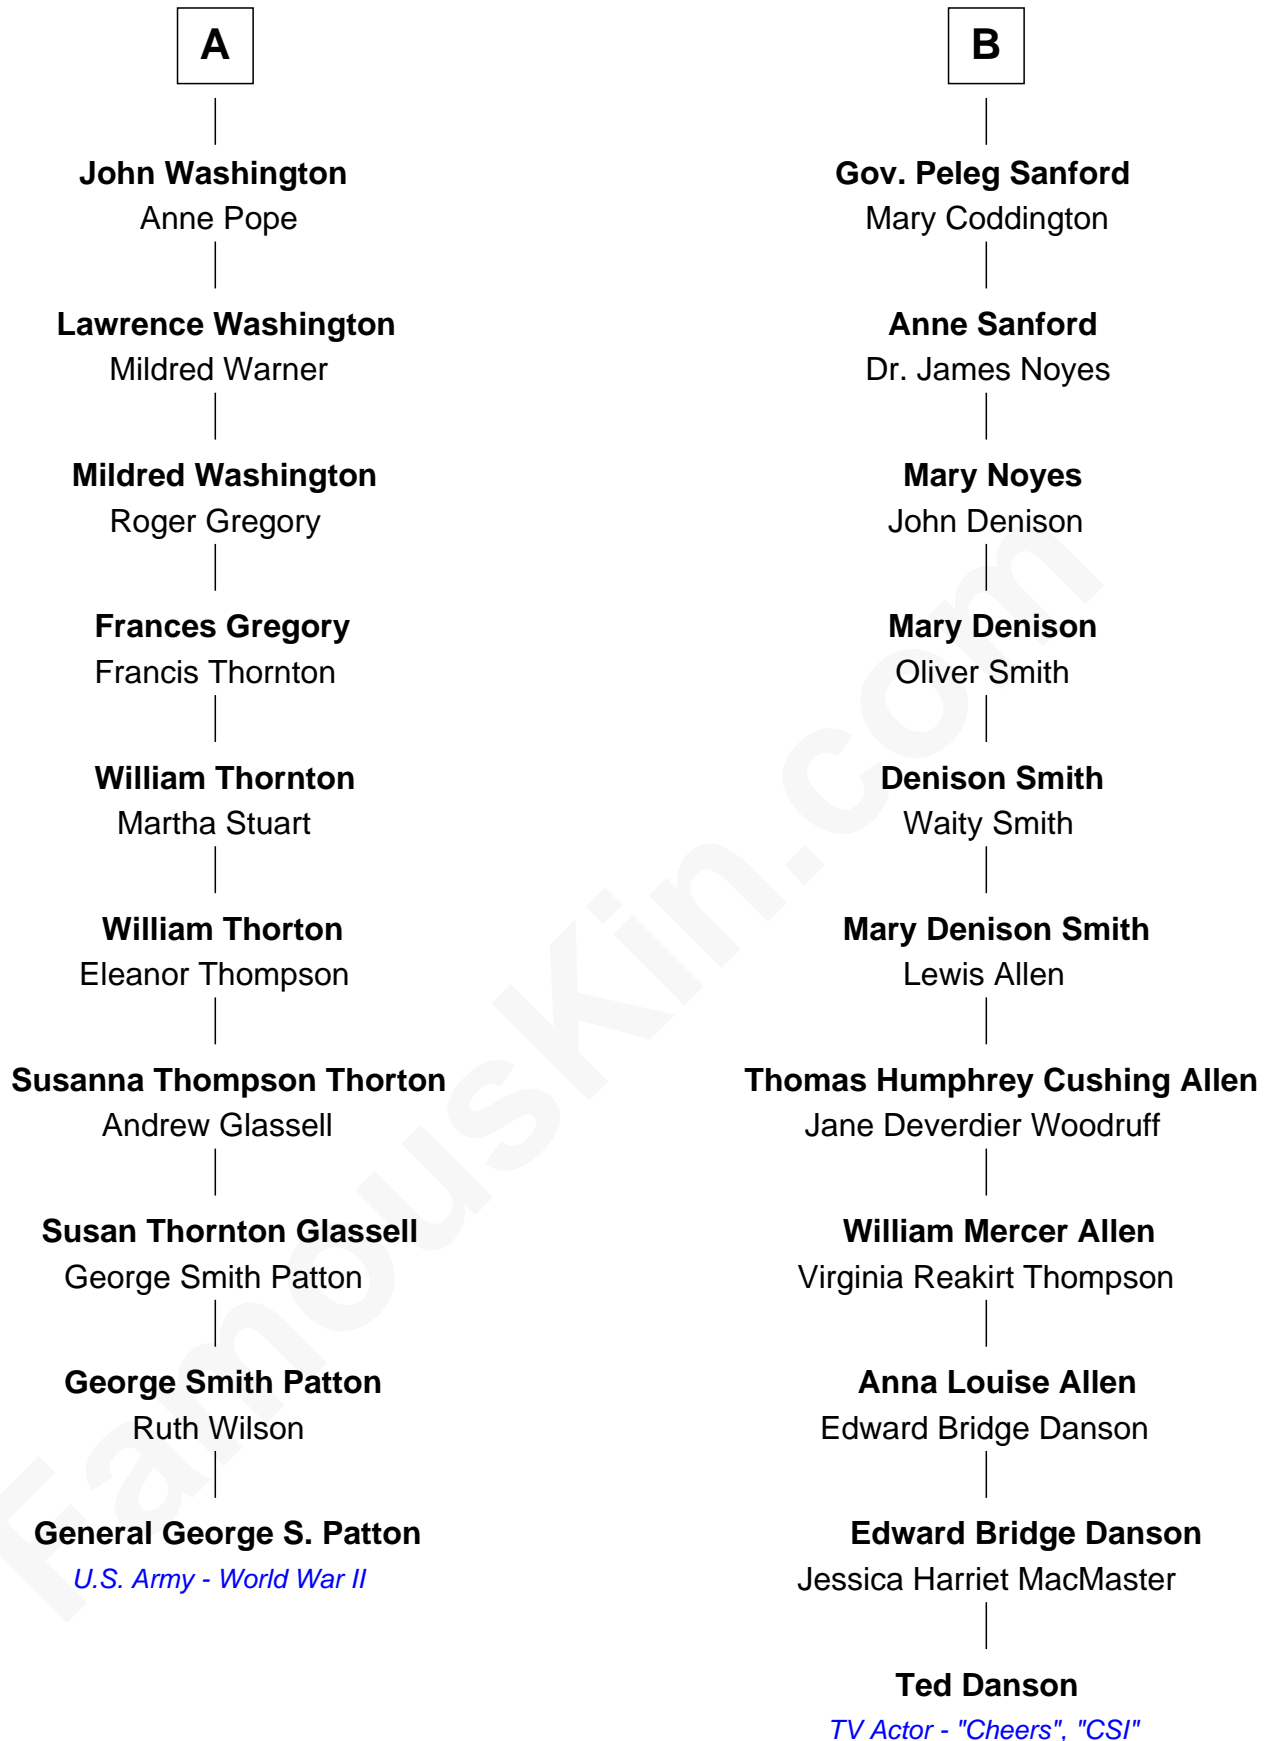 A
John Washington
Anne Pope
Lawrence Washington
Mildred Warner
Mildred Washington
Roger Gregory
Frances Gregory
Francis Thornton
William Thornton
Martha Stuart
William Thorton
Eleanor Thompson
Susanna Thompson Thorton
Andrew Glassell
Susan Thornton Glassell
George Smith Patton
George Smith Patton
Ruth Wilson
General George S. Patton
U.S. Army - World War II
B
Gov. Peleg Sanford
Mary Coddington
Anne Sanford
Dr. James Noyes
Mary Noyes
John Denison
Mary Denison
Oliver Smith
Denison Smith
Waity Smith
Mary Denison Smith
Lewis Allen
Thomas Humphrey Cushing Allen
Jane Deverdier Woodruff
William Mercer Allen
Virginia Reakirt Thompson
Anna Louise Allen
Edward Bridge Danson
Edward Bridge Danson
Jessica Harriet MacMaster
Ted Danson
TV Actor - "Cheers", "CSI"
FamousKin.com